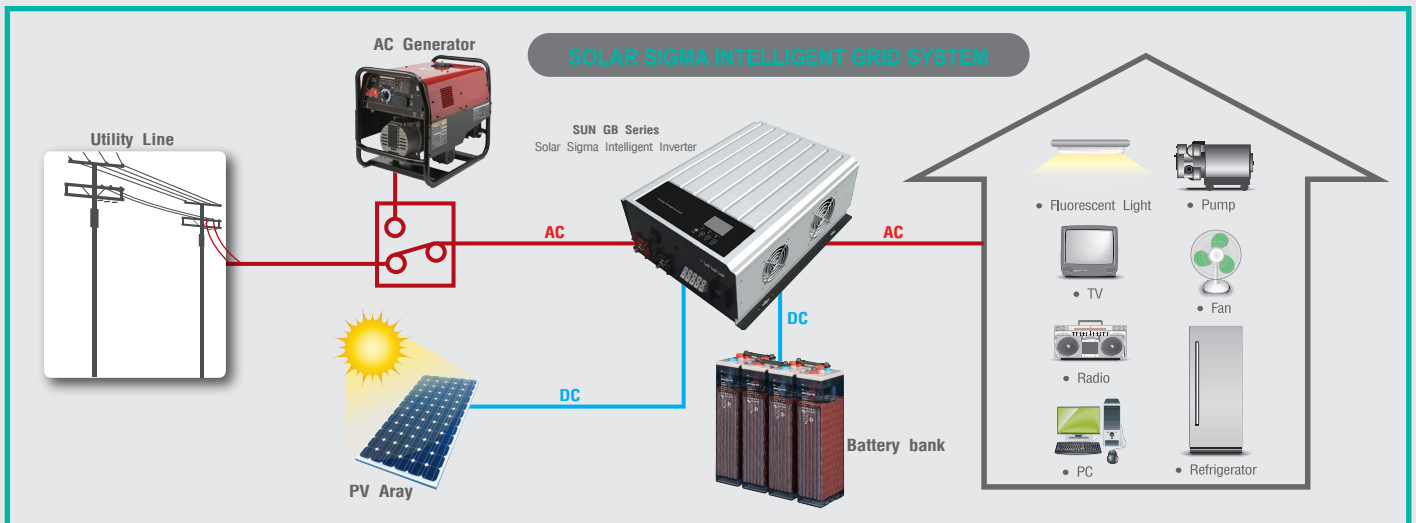 AC Generator
SOLAR SIGMA INTELLIGENT GRID SYSTEM
Utility Line
SUN GB Series
Solar Sigma Intelligent Inverter
• Fluorescent Light
• Pump
AC
AC
• TV
• Fan
DC
• Radio
DC
Battery bank
• PC
• Refrigerator
PV Aray